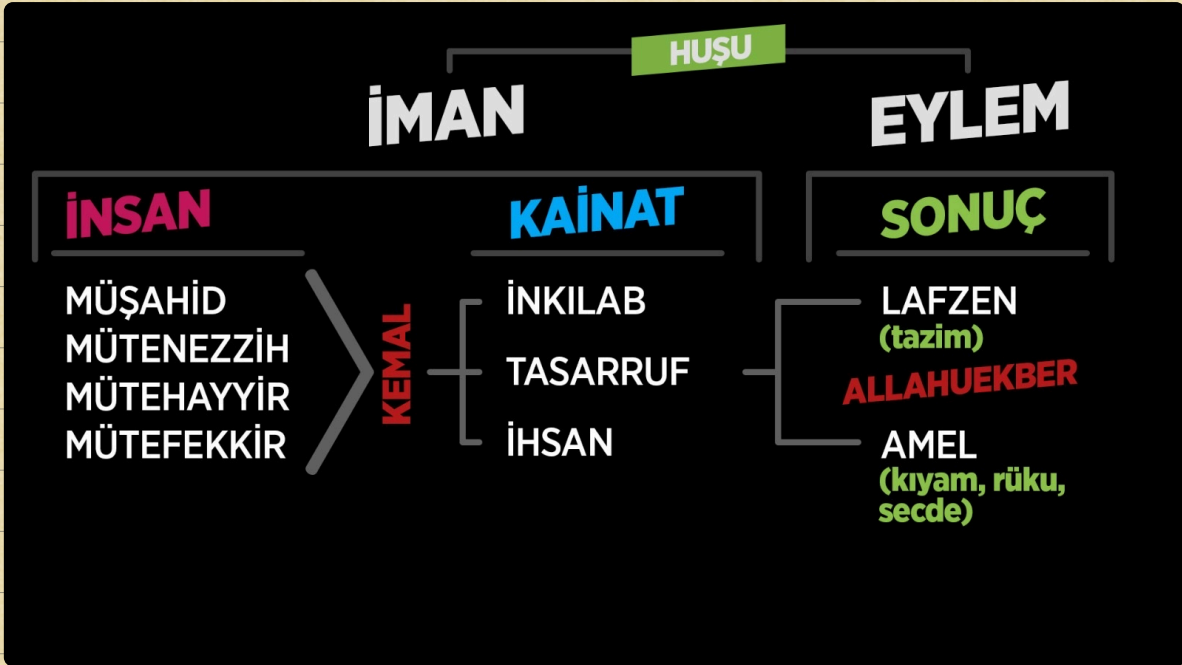 HUŞU
İMAN
EYLEM
İNSAN
MÜŞAHİD
MÜTENEZZİH
MÜTEHAYYİR
MÜTEFEKKİR
KEMAL
KAİNAT
İNKILAB
TASARRUF
İHSAN
SONUÇ
LAFZEN
(tazim)
ALLAHUEKBER
AMEL
(kıyam, rüku,
secde)